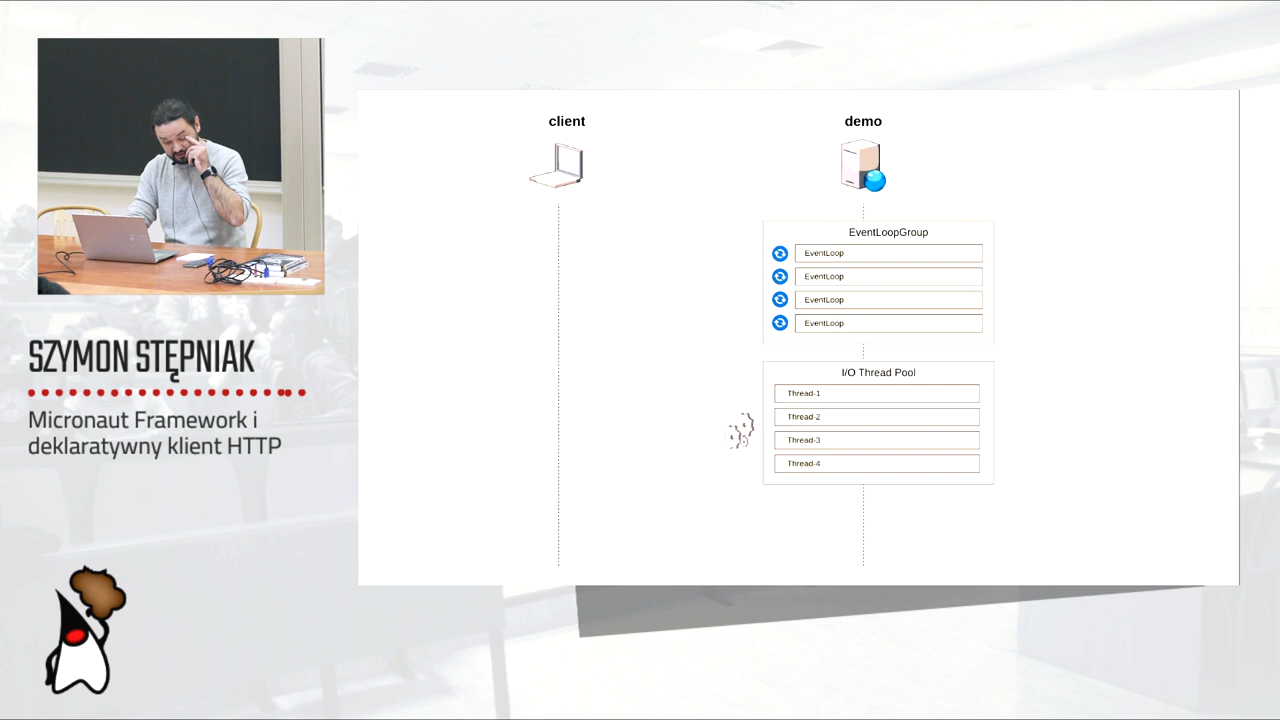 SZYMON STĘPNIAK
Micronaut Framework i
deklaratywny klient HTTP
client
demo
EventLoopGroup
EventLoop
EventLoop
EventLoop
EventLoop
I/O Thread Pool
Thread-1
Thread-2
Thread-3
Thread-4